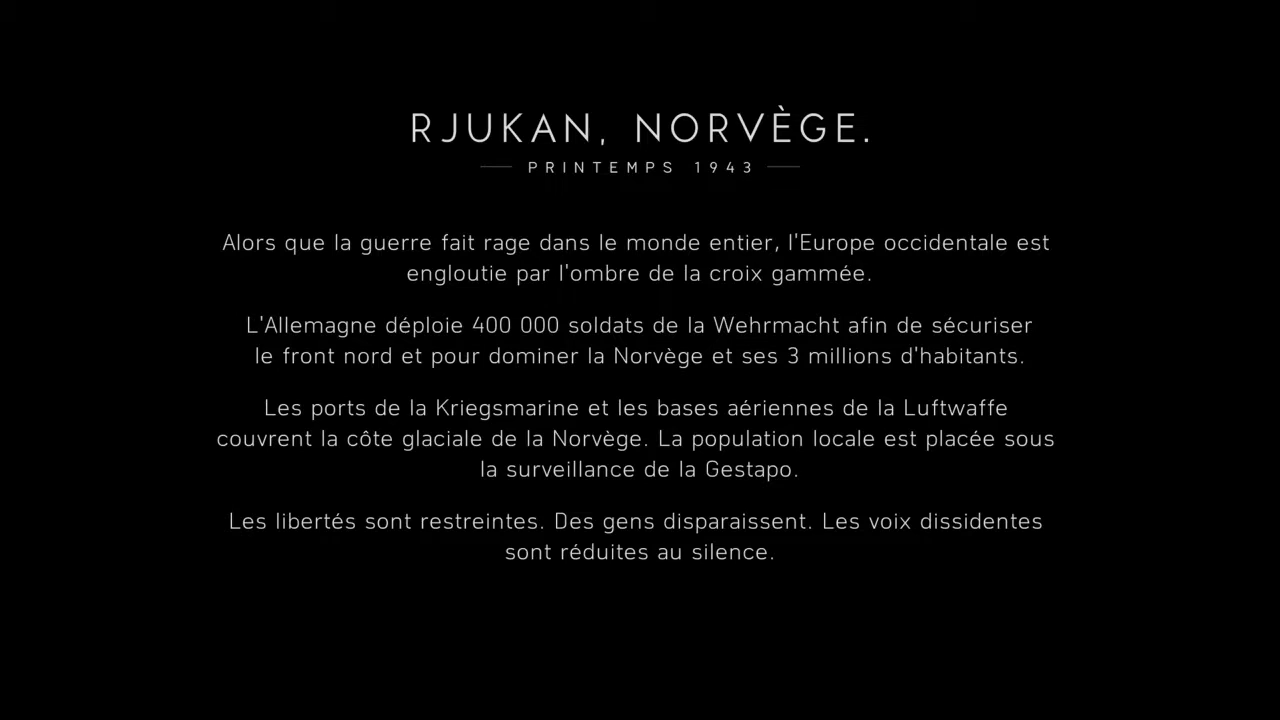 RJUKAN, NORVÈGE.
PRINTEMPS 1943
Alors que la guerre fait rage dans le monde entier, l'Europe occidentale est
engloutie par l'ombre de la croix gammée.
L'Allemagne déploie 400 000 soldats de la Wehrmacht afin de sécuriser
le front nord et pour dominer la Norvège et ses 3 millions d'habitants.
Les ports de la Kriegsmarine et les bases aériennes de la Luftwaffe
couvrent la côte glaciale de la Norvège. La population locale est placée sous
la surveillance de la Gestapo.
Les libertés sont restreintes. Des gens disparaissent. Les voix dissidentes
sont réduites au silence.